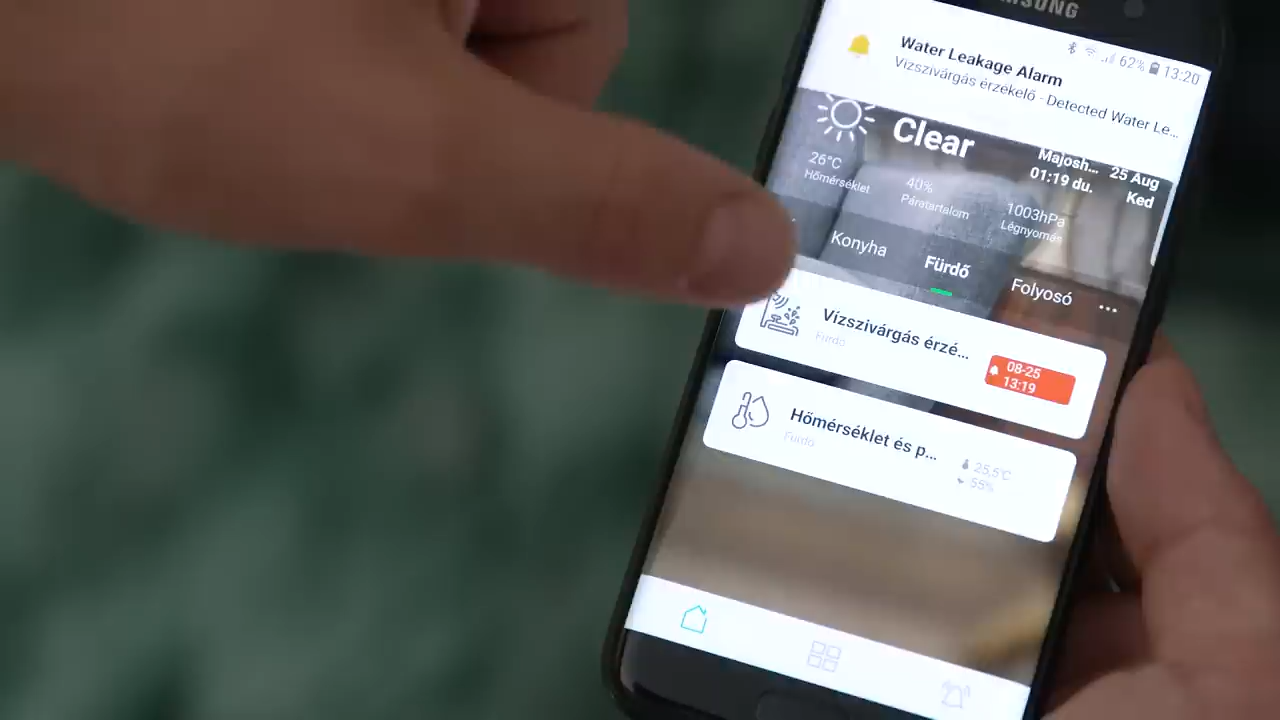 SAMSUNG
62% 13:20
Water Leakage Alarm
Vízszivárgás érzékelő - Detected Water Le...
Clear
Majosh... 25 Aug
01:19 du. Ked
26°C
Hőmérséklet
40%
Páratartalom
1003hPa
Légnyomás
Konyha
Fürdő
Folyosó
Vízszivárgás érzé...
Fürdő
08-25
13:19
Hőmérséklet és p...
Fürdő
25,5°C
55%